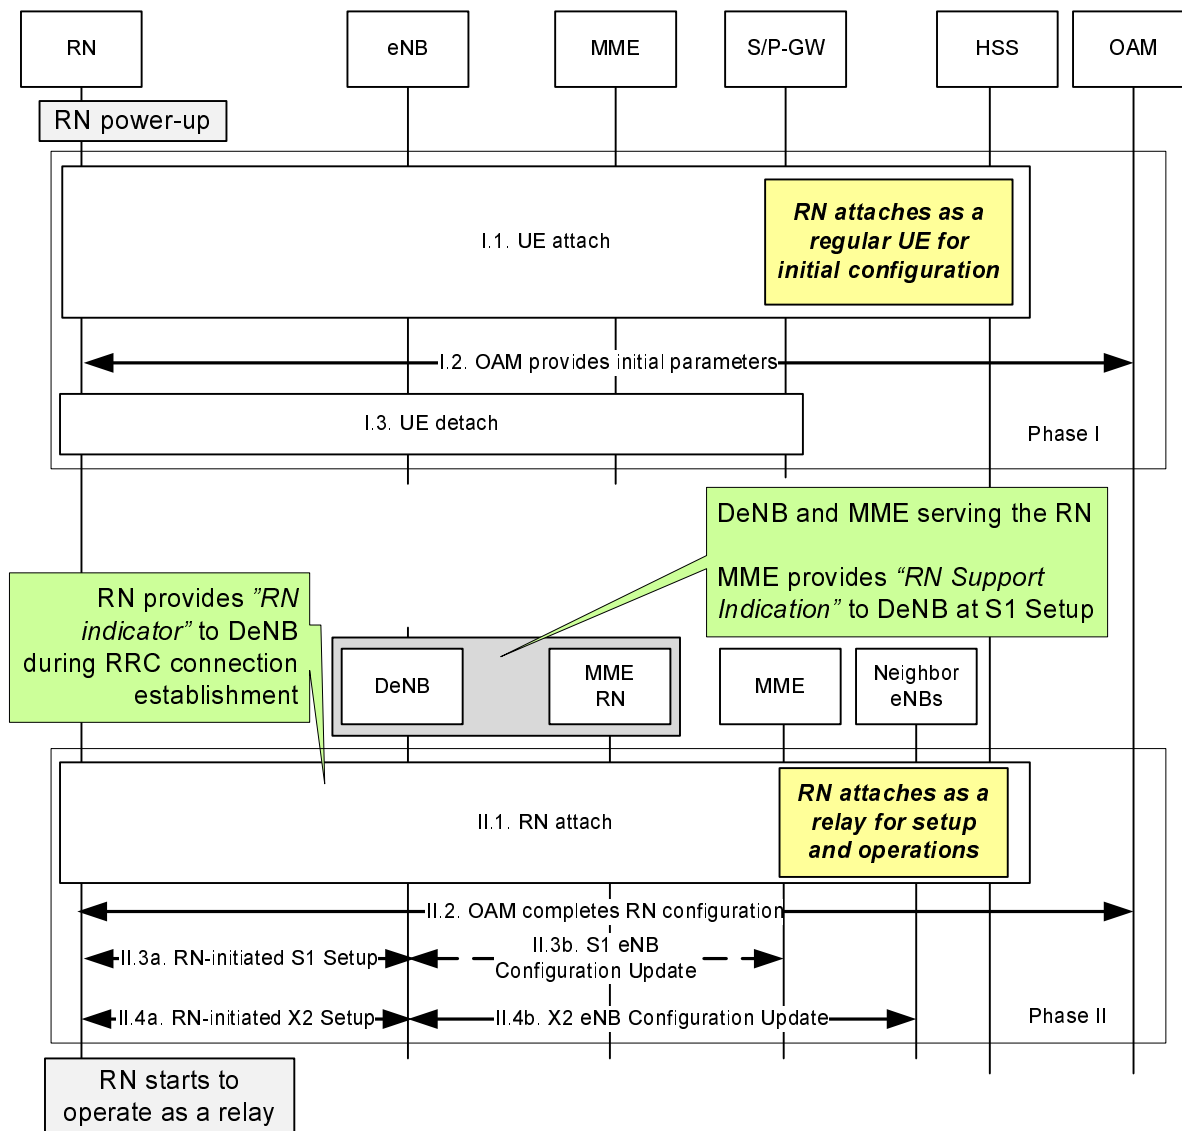 RN
eNB
MME
S/P-GW
HSS
OAM
RN power-up
I.1. UE attach
RN attaches as a
regular UE for
initial configuration
I.2. OAM provides initial parameters
I.3. UE detach
Phase I
DeNB and MME serving the RN
MME provides “RN Support
Indication” to DeNB at S1 Setup
RN provides ”RN
indicator” to DeNB
during RRC connection
establishment
DeNB
MME
RN
MME
Neighbor
eNBs
II.1. RN attach
RN attaches as a
relay for setup
and operations
II.2. OAM completes RN configuration
II.3a. RN-initiated S1 Setup
II.3b. S1 eNB
Configuration Update
II.4a. RN-initiated X2 Setup
II.4b. X2 eNB Configuration Update
Phase II
RN starts to
operate as a relay